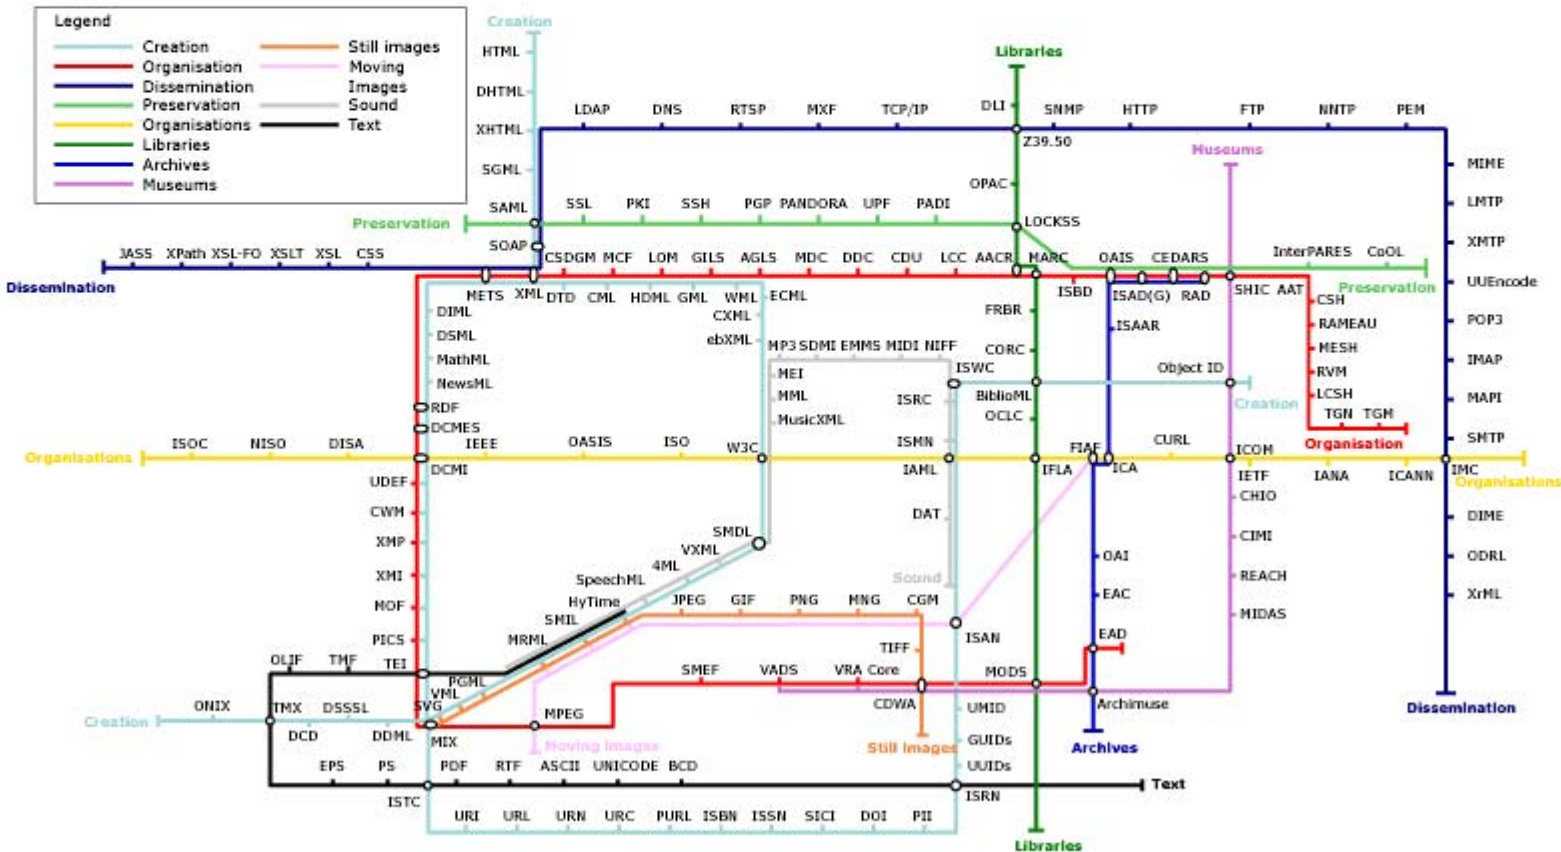 Legend
Creation
Organisation
Dissemination
Preservation
Organisations
Libraries
Archives
Museums
Still images
Moving
Images
Sound
Text
Creation
HTML
DHTML
XHTML
SGML
SAML
SOAP
Libraries
DLI
LDAP DNS RTSP MXF TCP/IP SNMP HTTP FTP NNTP PEM
Z39.50
Museums
MIME
OPAC
LMTP
Preservation
SSL PKI SSH PGP PANDORA UPF PADI LOCKSS
XMTP
JASS XPath XSL-FO XSLT XSL CSS
CSDGM MCF LOM GILS AGLS MDC DDC CDU LCC AACR MARC OAIS CEDARS InterPARES CoOL
Dissemination
METS XML DTD CML HDML GML WML ECML
ISBD ISAD(G) RAD SHIC AAT Preservation
UUEncode
DIML
CXML
FRBR
ISAAR
CSH
POP3
DSML
ebXML
RAMEAU
MathML
MP3 SDMI EMMS MIDI NIFF
CORC
MESH
IMAP
NewsML
MEI
ISWC
Object ID
RVM
RDF
MML
ISRC
BiblioML
Creation
LCSH
MAPI
DCMES
MusicXML
OCLC
TGN TGM
Organisation
SMTP
Organisations
ISOC NISO DISA
IEEE OASIS ISO W3C
ISMN
FIAF CURL ICOM
DCMI
IAML
IFLA ICA
IETF IANA ICANN IMC
Organisations
UDEF
CHIO
CWM
DAT
DIME
XMP
SMDL
CIMI
VXML
OAI
ODRL
XMI
4ML
Sound
REACH
SpeechML
EAC
XrML
MOF
HyTime
JPEG GIF PNG MNG CGM
MIDAS
SMIL
PICS
MRML
ISAN
EAD
TIFF
OLIF TMF TEI
SMEF VADS VRA Core
MODS
PGML
VML
CDWA
Archimuse
ONIX
TMX DSSSL SVG
MPEG
UMID
Dissemination
Creation
DCD DDML MIX
Moving Images
Still Images
GUIDs
Archives
EPS PS PDF RTF ASCII UNICODE BCD
UUIDs
Text
ISTC
ISRN
URI URL URN URC PURL ISBN ISSN SICI DOI PII
Libraries